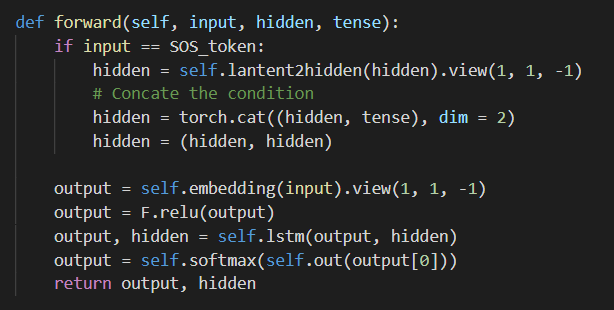 def forward(self, input, hidden, tense):
    if input == SOS_token:
        hidden = self.lantent2hidden(hidden).view(1, 1, -1)
        # Concate the condition
        hidden = torch.cat((hidden, tense), dim = 2)
        hidden = (hidden, hidden)

    output = self.embedding(input).view(1, 1, -1)
    output = F.relu(output)
    output, hidden = self.lstm(output, hidden)
    output = self.softmax(self.out(output[0]))
    return output, hidden